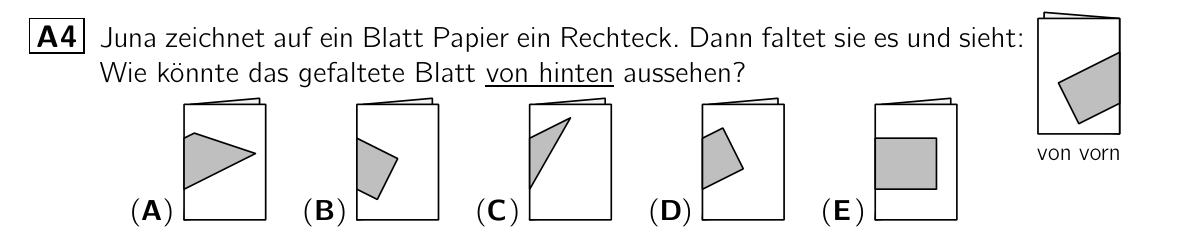 A4 Juna zeichnet auf ein Blatt Papier ein Rechteck. Dann faltet sie es und sieht:
Wie könnte das gefaltete Blatt von hinten aussehen?
von vorn
(A) (B) (C) (D) (E)